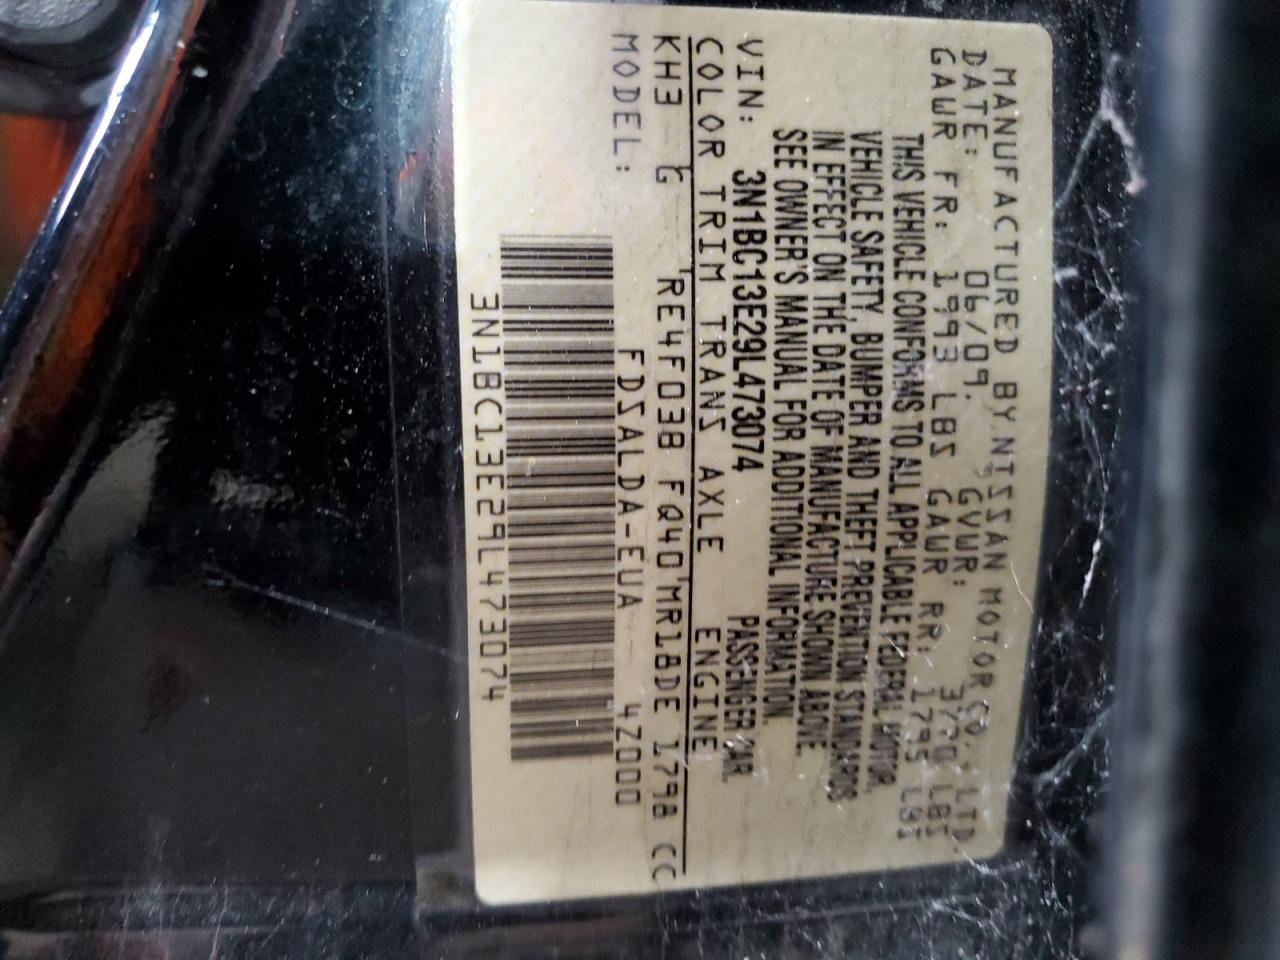 MANUFACTURED BY NISSAN MOTOR CO., LTD.
DATE: 06/09. GVWR: 3770 LBS
GAWR FR: 1993 LBS GAWR RR: 1795 LBS
THIS VEHICLE CONFORMS TO ALL APPLICABLE FEDERAL MOTOR
VEHICLE SAFETY, BUMPER AND THEFT PREVENTION STANDARDS
IN EFFECT ON THE DATE OF MANUFACTURE SHOWN ABOVE.
SEE OWNER'S MANUAL FOR ADDITIONAL INFORMATION.
VIN: 3N1BC13E29L473074 PASSENGER CAR.
COLOR TRIM TRANS AXLE ENGINE
KH3 G RE4F03B FQ40 MR18DE 1798 CC
MODEL: FDSALDA-EUA 4Z000
3N1BC13E29L473074